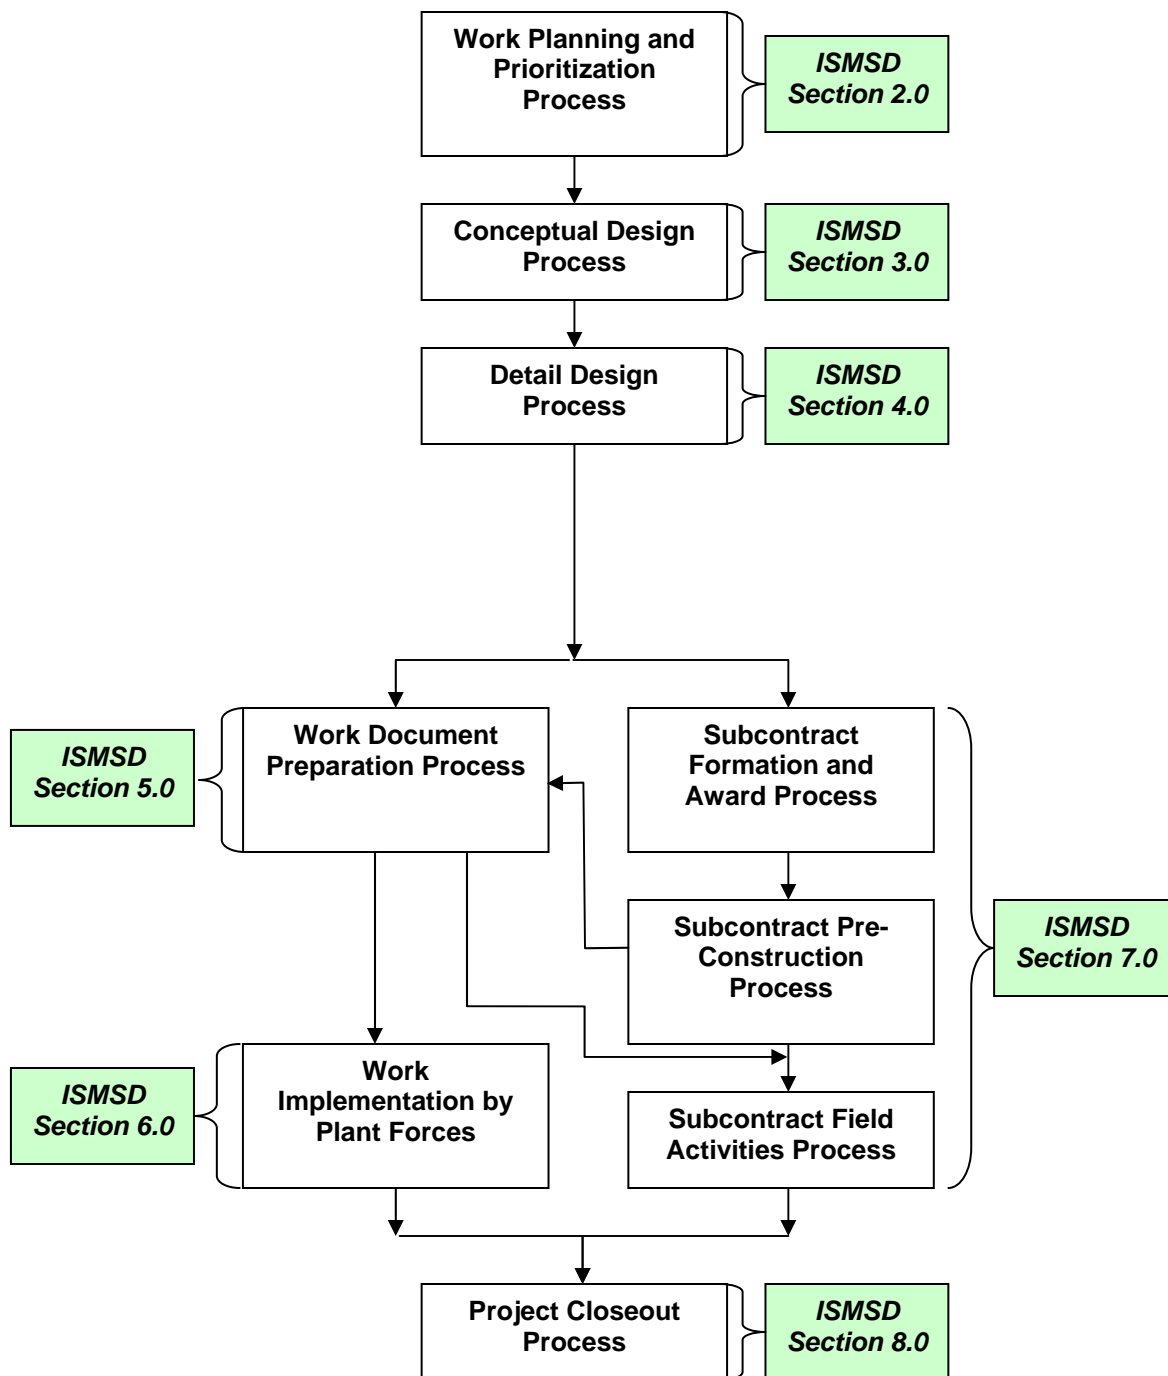 Work Planning and
Prioritization
Process
ISMSD
Section 2.0
Conceptual Design
Process
ISMSD
Section 3.0
Detail Design
Process
ISMSD
Section 4.0
ISMSD
Section 5.0
Work Document
Preparation Process
Subcontract
Formation and
Award Process
Subcontract Pre-
Construction
Process
ISMSD
Section 7.0
ISMSD
Section 6.0
Work
Implementation by
Plant Forces
Subcontract Field
Activities Process
Project Closeout
Process
ISMSD
Section 8.0